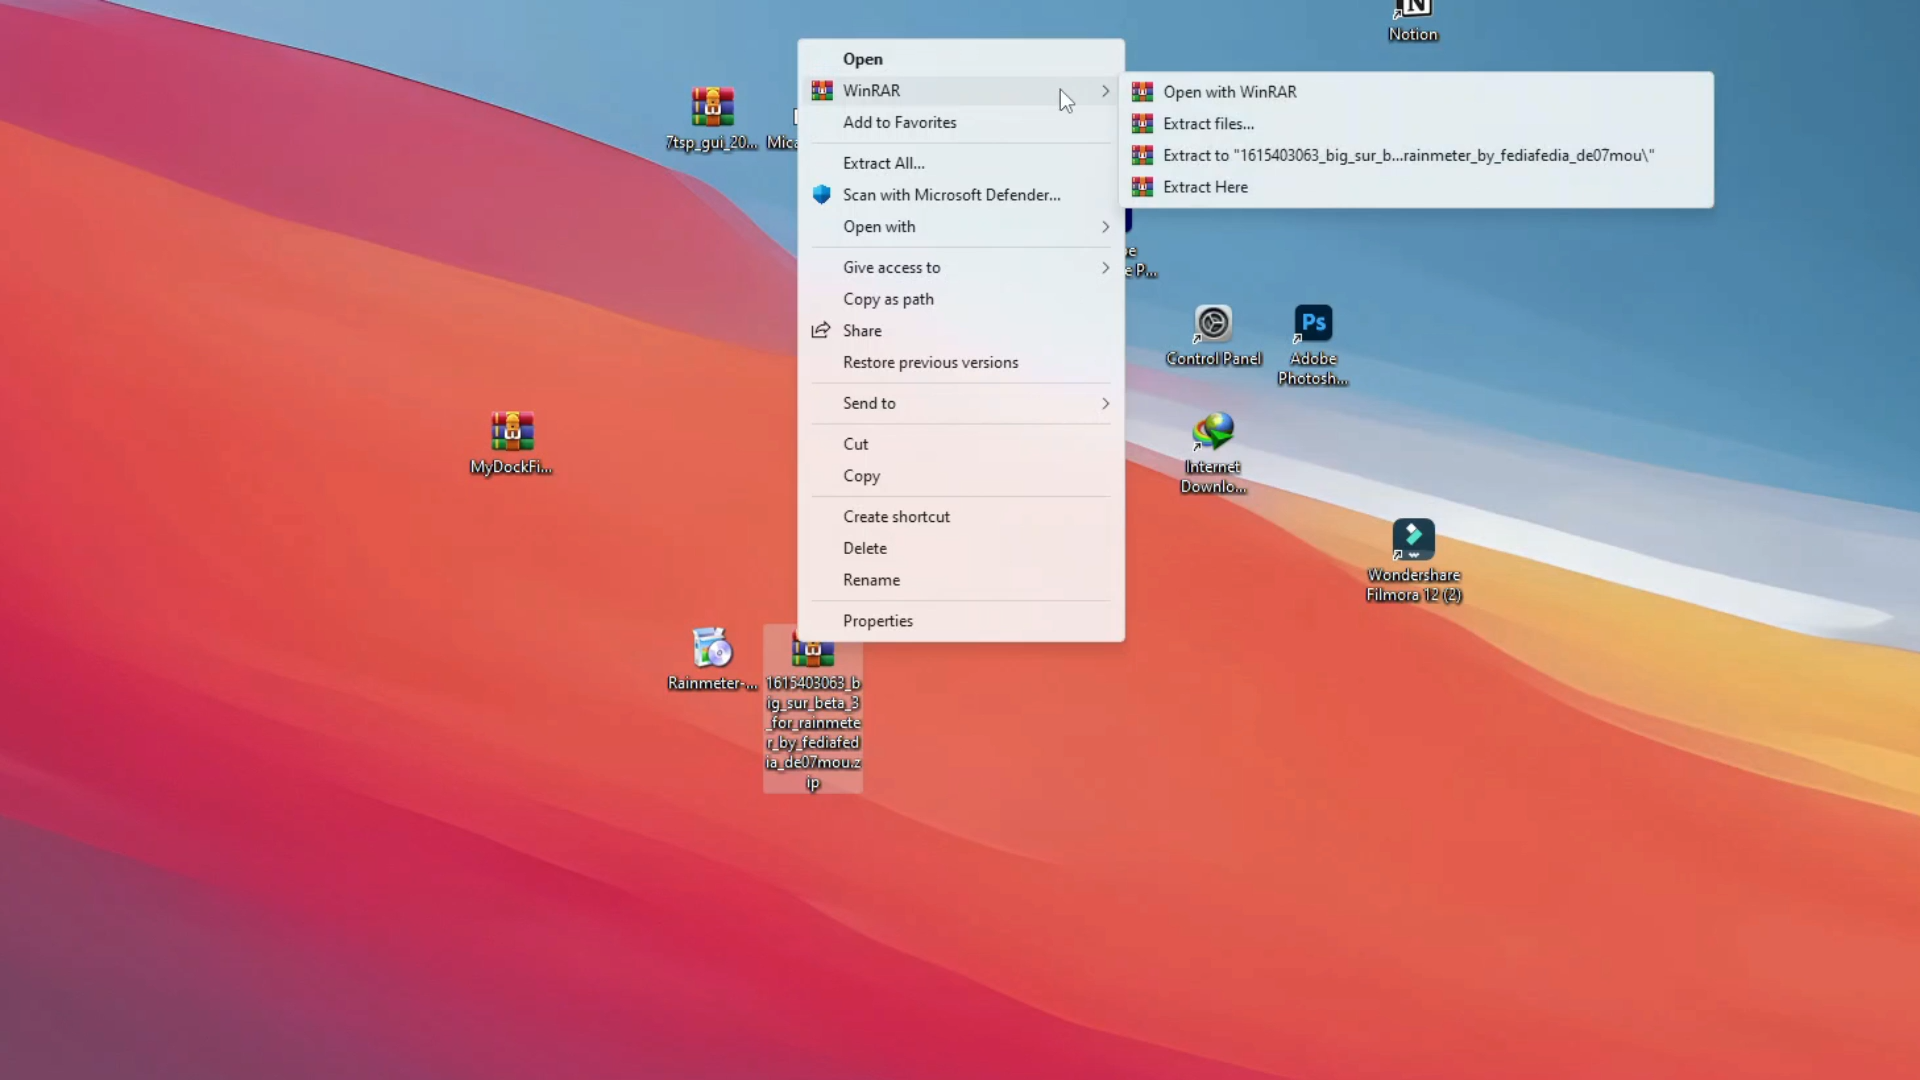 Notion
Open
WinRAR
Add to Favorites
Extract All...
Scan with Microsoft Defender...
Open with
Give access to
Copy as path
Share
Restore previous versions
Send to
Cut
Copy
Create shortcut
Delete
Rename
Properties
Open with WinRAR
Extract files...
Extract to "1615403063_big_sur_b...rainmeter_by_fediafedia_de07mou\"
Extract Here
7tsp_gui_20...
Mica
e P...
Control Panel
Ps
Adobe
Photosh...
MyDockFi...
Internet
Downlo...
Wondershare
Filmora 12 (2)
Rainmeter-...
1615403063_b
ig_sur_beta_3
_for_rainmete
r_by_fediafed
ia_de07mou.z
ip